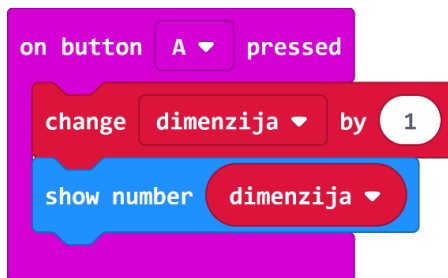 on button A pressed
change dimenzija by 1
show number dimenzija